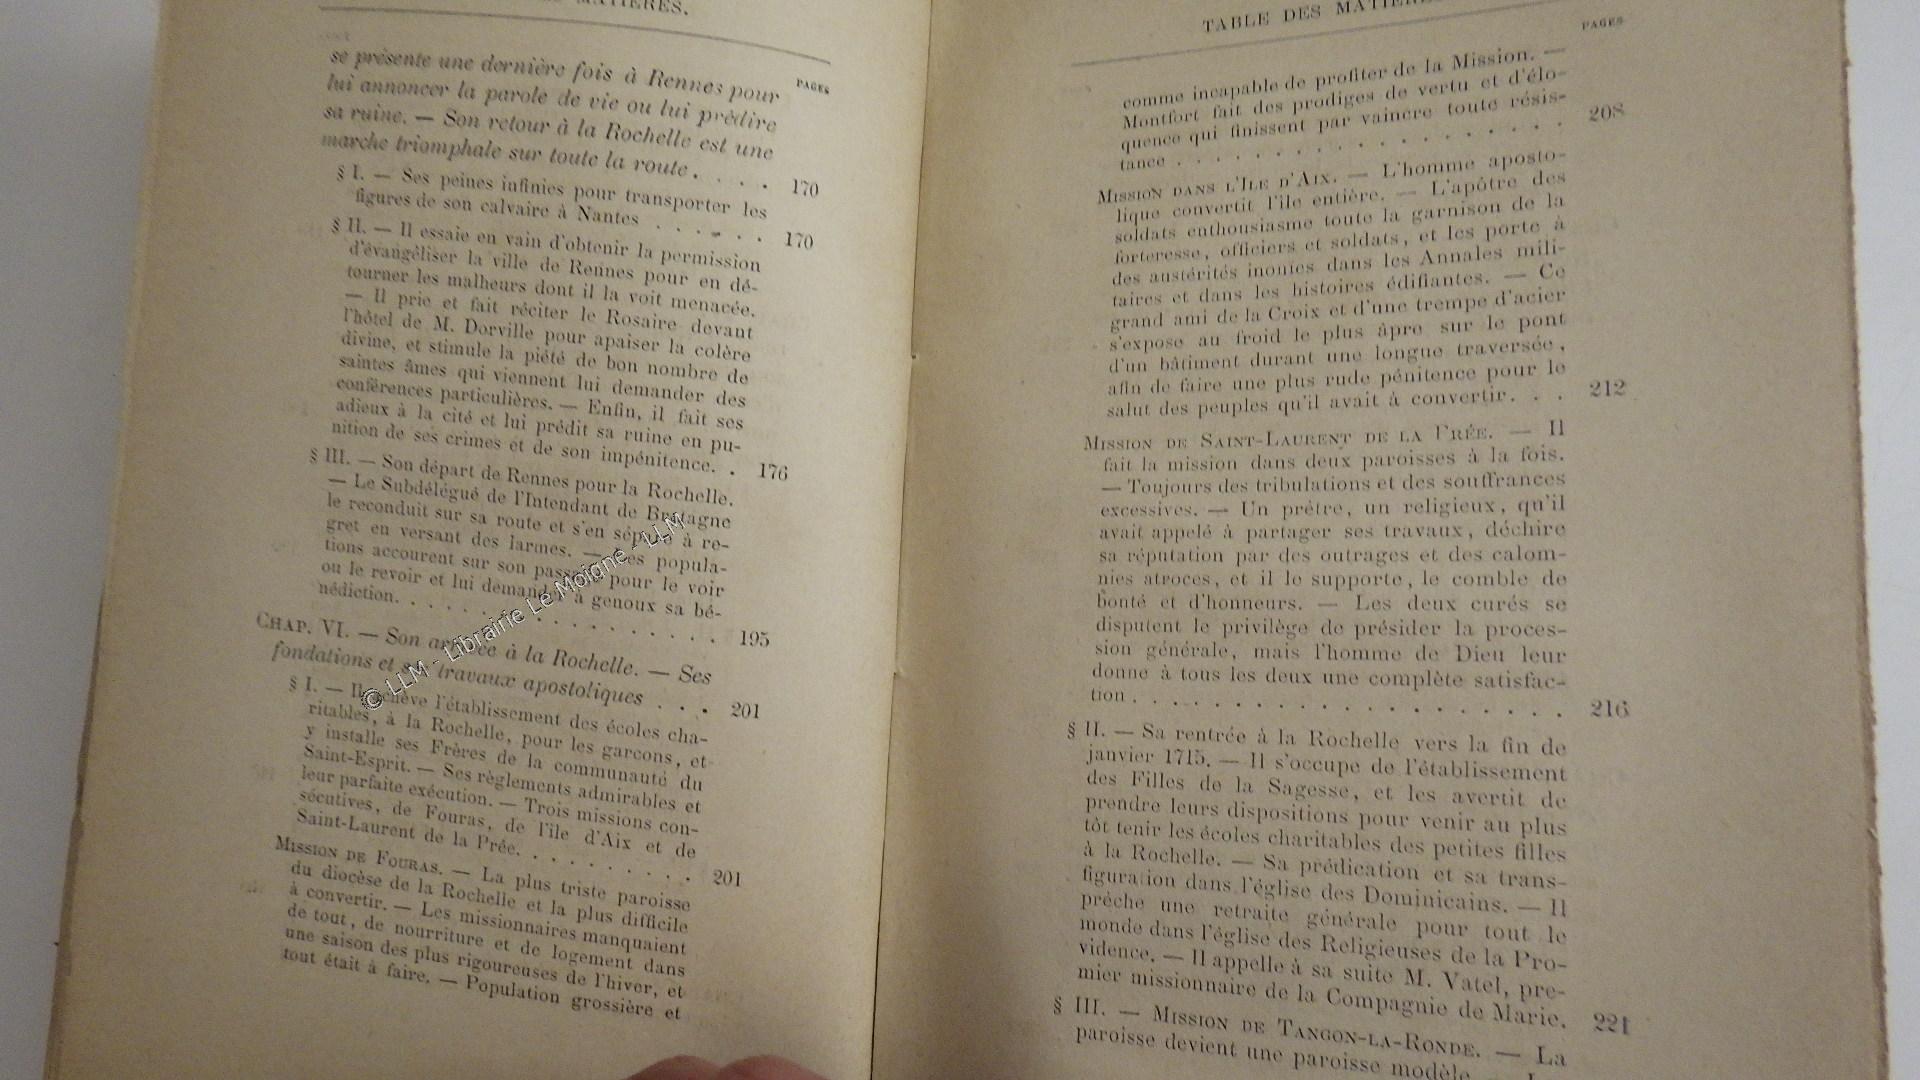 MATIÈRES.
PAGES
se présente une dernière fois à Rennes pour
lui annoncer la parole de vie ou lui prédire
sa ruine. — Son retour à la Rochelle est une
marche triomphale sur toute la route . . . . 170
§ I. — Ses peines infinies pour transporter les
figures de son calvaire à Nantes . . . . . . 170
§ II. — Il essaie en vain d'obtenir la permission
d'évangéliser la ville de Rennes pour en dé-
tourner les malheurs dont il la voit menacée.
— Il prie et fait réciter le Rosaire devant
l'hôtel de M. Dorville pour apaiser la colère
divine, et stimule la piété de bon nombre de
saintes âmes qui viennent lui demander des
conférences particulières. — Enfin, il fait ses
adieux à la cité et lui prédit sa ruine en pu-
nition de ses crimes et de son impénitence. . 176
§ III. — Son départ de Rennes pour la Rochelle.
— Le Subdélégué de l'Intendant de Bretagne
le reconduit sur sa route et s'en sépare à re-
gret en versant des larmes. — Les popula-
tions accourent sur son passage pour le voir
ou le revoir et lui demander à genoux sa bé-
nédiction. . . . . . . . . . . . . . . . 195
CHAP. VI. — Son arrivée à la Rochelle. — Ses
fondations et ses travaux apostoliques . . . 201
§ I. — Il achève l'établissement des écoles cha-
ritables, à la Rochelle, pour les garçons, et
y installe ses Frères de la communauté du
Saint-Esprit. — Ses règlements admirables et
leur parfaite exécution. — Trois missions con-
sécutives, de Fouras, de l'île d'Aix et de
Saint-Laurent de la Prée. . . . . . . . . . 201
MISSION DE FOURAS. — La plus triste paroisse
du diocèse de la Rochelle et la plus difficile
à convertir. — Les missionnaires manquaient
de tout, de nourriture et de logement dans
une saison des plus rigoureuses de l'hiver, et
tout était à faire. — Population grossière et
© LLM - Librairie Le Moigne - LLM
TABLE DES MATIÈRES
PAGES
comme incapable de profiter de la Mission. —
Montfort fait des prodiges de vertu et d'élo-
quence qui finissent par vaincre toute résis-
tance . . . . . . . . . . . . . . . . 208
MISSION DANS L'ILE D'AIX. — L'homme aposto-
lique convertit l'île entière. — L'apôtre des
soldats enthousiasme toute la garnison de la
forteresse, officiers et soldats, et les porte à
des austérités inouïes dans les Annales mili-
taires et dans les histoires édifiantes. — Ce
grand ami de la Croix et d'une trempe d'acier
s'expose au froid le plus âpre sur le pont
d'un bâtiment durant une longue traversée,
afin de faire une plus rude pénitence pour le
salut des peuples qu'il avait à convertir. . . 212
MISSION DE SAINT-LAURENT DE LA PRÉE. — Il
fait la mission dans deux paroisses à la fois.
— Toujours des tribulations et des souffrances
excessives. — Un prêtre, un religieux, qu'il
avait appelé à partager ses travaux, déchire
sa réputation par des outrages et des calom-
nies atroces, et il le supporte, le comble de
bonté et d'honneurs. — Les deux curés se
disputent le privilège de présider la proces-
sion générale, mais l'homme de Dieu leur
donne à tous les deux une complète satisfac-
tion . . . . . . . . . . . . . . . . . . 216
§ II. — Sa rentrée à la Rochelle vers la fin de
janvier 1715. — Il s'occupe de l'établissement
des Filles de la Sagesse, et les avertit de
prendre leurs dispositions pour venir au plus
tôt tenir les écoles charitables des petites filles
à la Rochelle. — Sa prédication et sa trans-
figuration dans l'église des Dominicains. — Il
prêche une retraite générale pour tout le
monde dans l'église des Religieuses de la Pro-
vidence. — Il appelle à sa suite M. Vatel, pre-
mier missionnaire de la Compagnie de Marie. 221
§ III. — MISSION DE TANGON-LA-RONDE. — La
paroisse devient une paroisse modèle